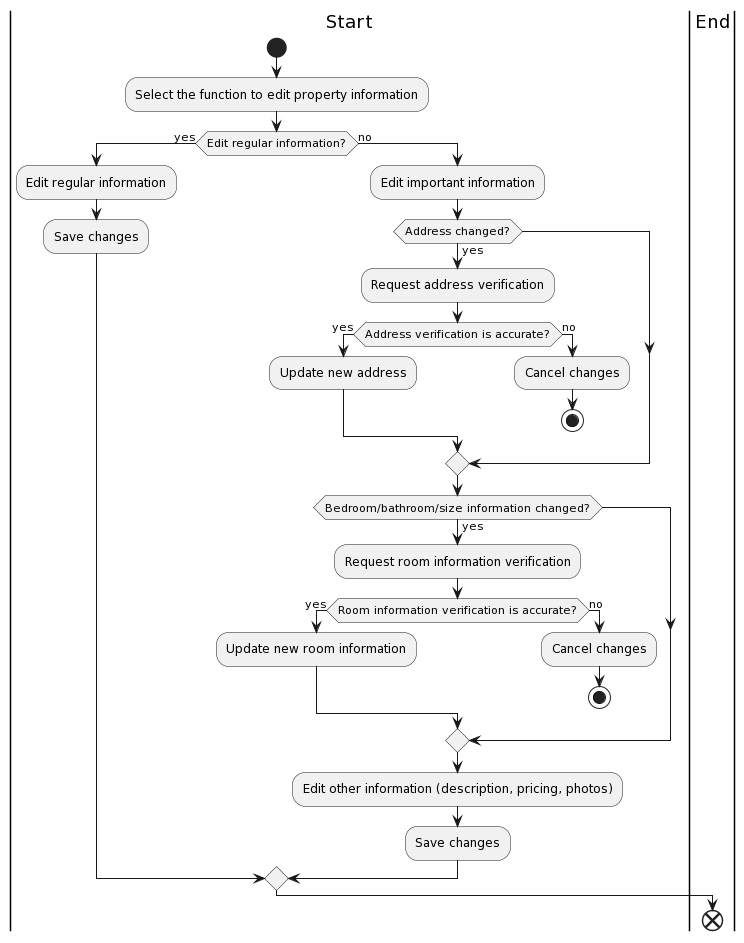 Start
End
Select the function to edit property information
Edit regular information?
yes
no
Edit regular information
Save changes
Edit important information
Address changed?
yes
Request address verification
Address verification is accurate?
yes
no
Update new address
Cancel changes
Bedroom/bathroom/size information changed?
yes
Request room information verification
Room information verification is accurate?
yes
no
Update new room information
Cancel changes
Edit other information (description, pricing, photos)
Save changes